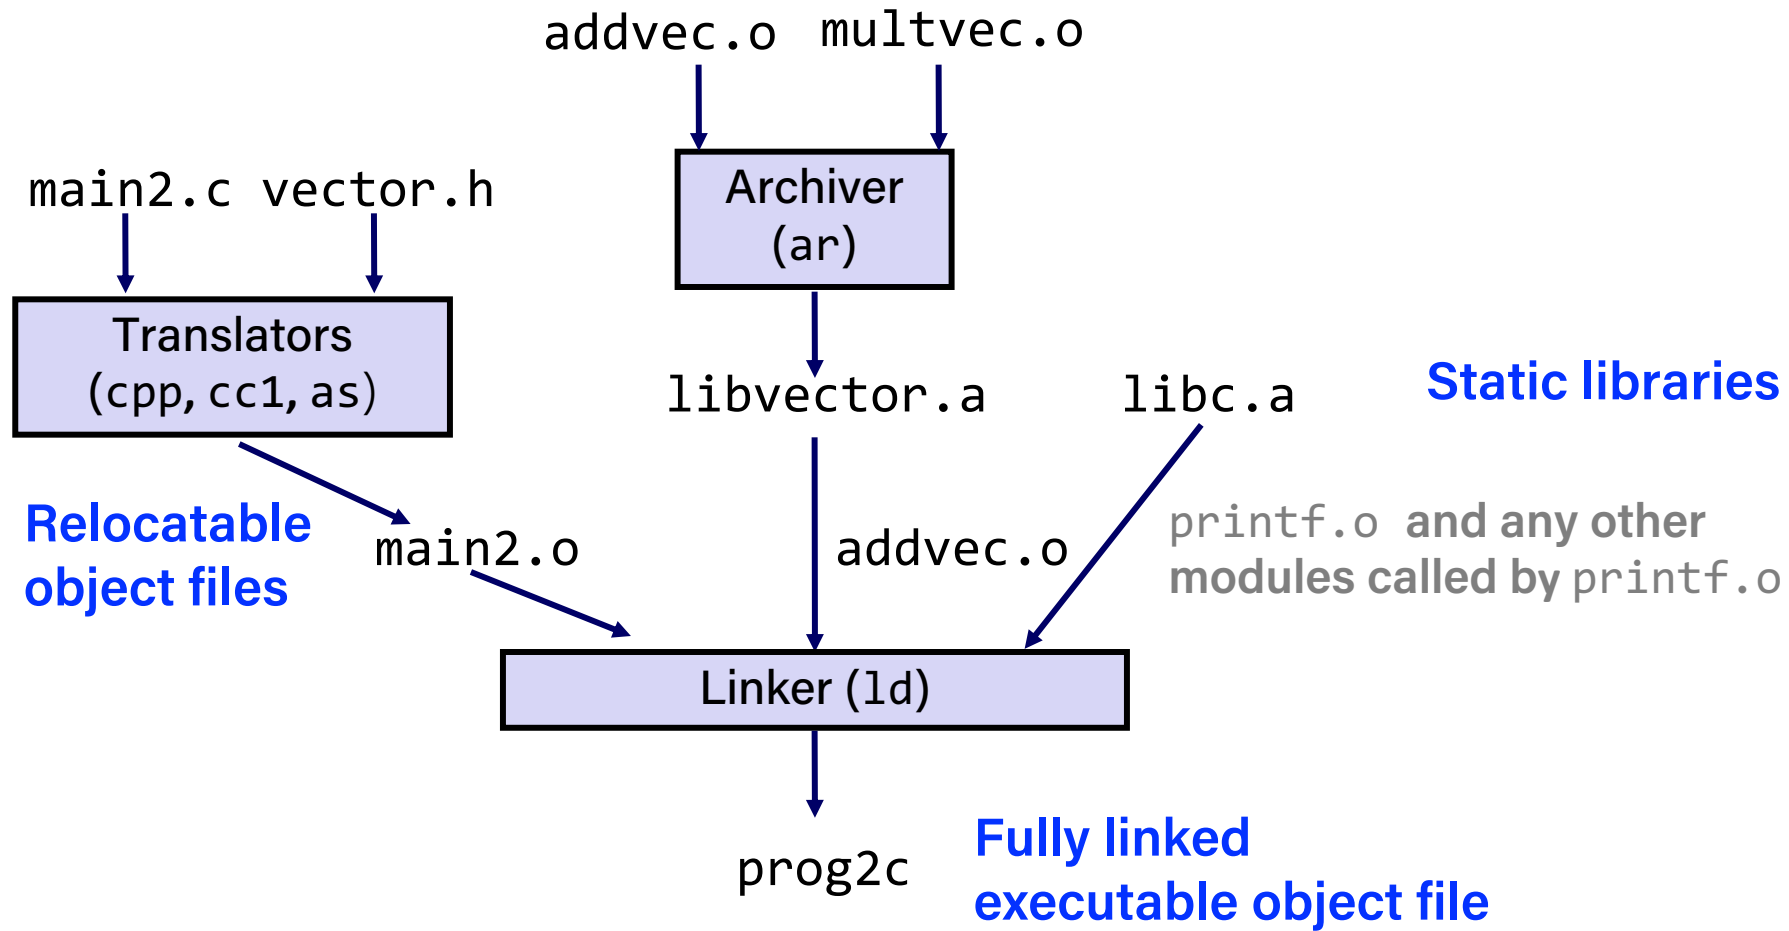 addvec.o multvec.o
Archiver
(ar)
main2.c vector.h
Translators
(cpp, cc1, as)
libvector.a
libc.a
Static libraries
Relocatable
object files
main2.o
addvec.o
printf.o and any other
modules called by printf.o
Linker (ld)
prog2c
Fully linked
executable object file